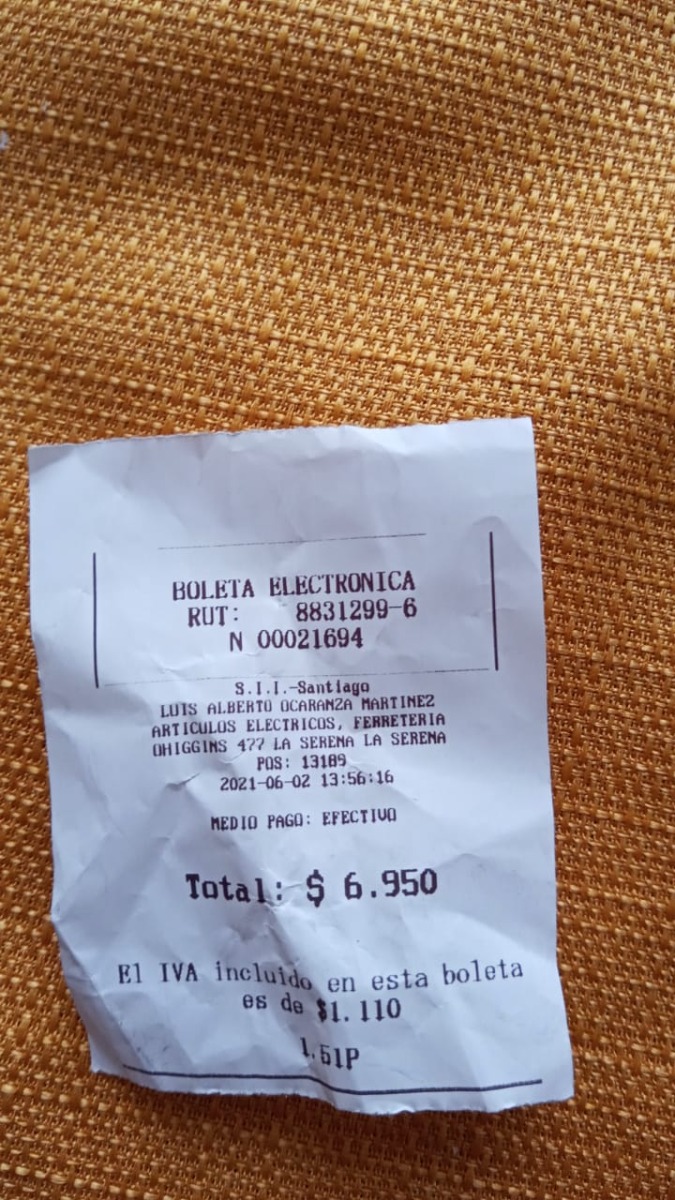 BOLETA ELECTRONICA
RUT: 8831299-6
N 00021694
S.I.I.-Santiago
LUIS ALBERTO OCARANZA MARTINEZ
ARTICULOS ELECTRICOS, FERRETERIA
OHIGGINS 477 LA SERENA LA SERENA
POS: 13189
2021-06-02 13:56:16
MEDIO PAGO: EFECTIVO
Total: $ 6.950
El IVA incluido en esta boleta
es de $1.110
1.61P